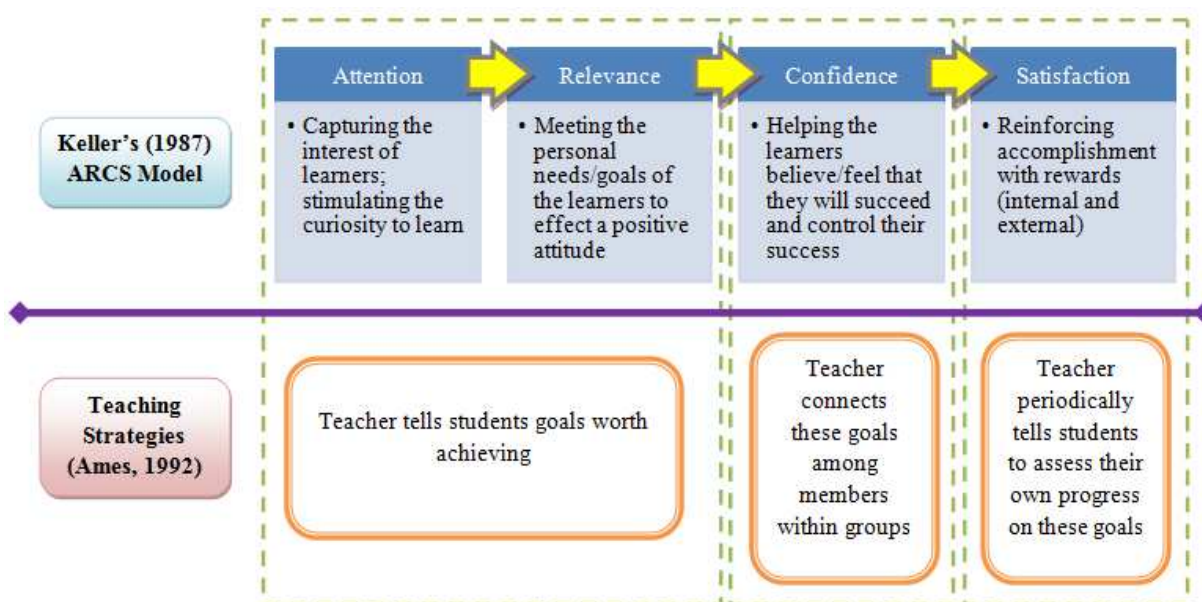 Attention
Relevance
Confidence
Satisfaction
Keller's (1987)
ARCS Model
• Capturing the
interest of
learners;
stimulating the
curiosity to learn
• Meeting the
personal
needs/goals of
the learners to
effect a positive
attitude
• Helping the
learners
believe/feel that
they will succeed
and control their
success
• Reinforcing
accomplishment
with rewards
(internal and
external)
Teaching
Strategies
(Ames, 1992)
Teacher tells students goals worth
achieving
Teacher
connects
these goals
among
members
within groups
Teacher
periodically
tells students
to assess their
own progress
on these goals